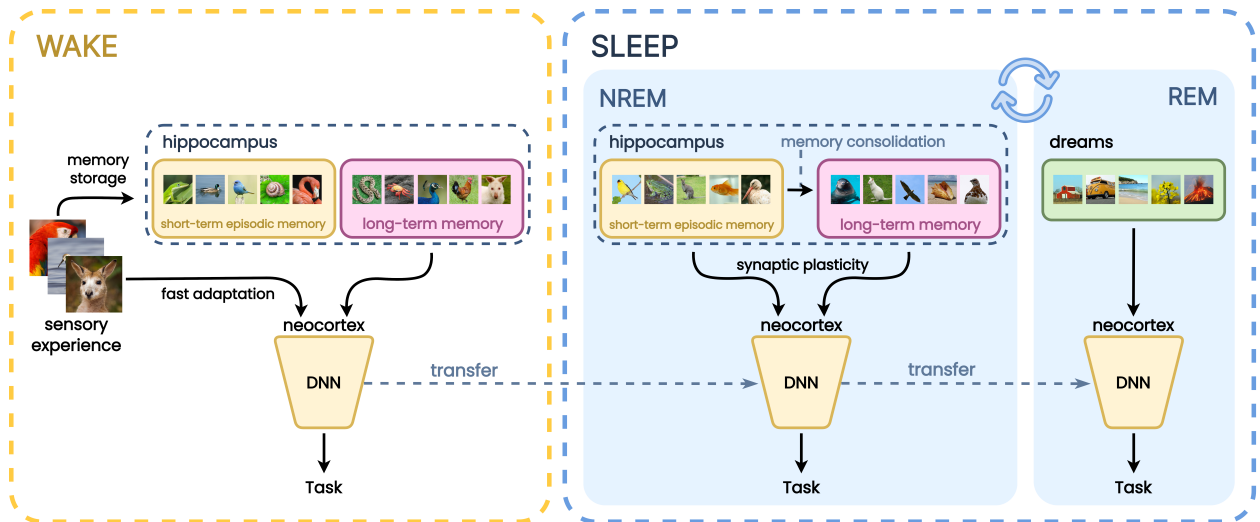 WAKE
memory
storage
hippocampus
short-term episodic memory
long-term memory
fast adaptation
sensory
experience
neocortex
DNN
Task
transfer
SLEEP
NREM
hippocampus
memory consolidation
short-term episodic memory
long-term memory
synaptic plasticity
neocortex
DNN
Task
transfer
REM
dreams
neocortex
DNN
Task